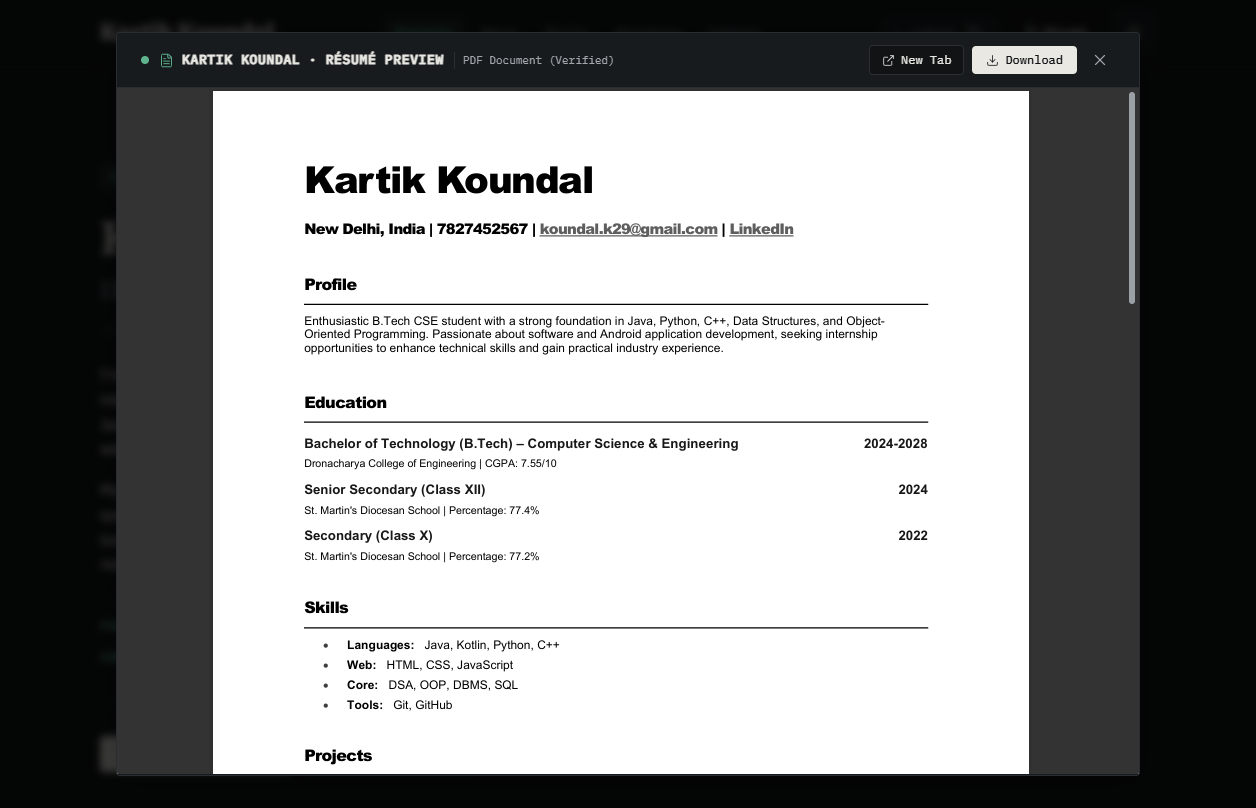 KARTIK KOUNDAL • RÉSUMÉ PREVIEW PDF Document (Verified) New Tab Download
Kartik Koundal
New Delhi, India | 7827452567 | koundal.k29@gmail.com | LinkedIn
Profile
Enthusiastic B.Tech CSE student with a strong foundation in Java, Python, C++, Data Structures, and Object-
Oriented Programming. Passionate about software and Android application development, seeking internship
opportunities to enhance technical skills and gain practical industry experience.
Education
Bachelor of Technology (B.Tech) – Computer Science & Engineering 2024-2028
Dronacharya College of Engineering | CGPA: 7.55/10
Senior Secondary (Class XII) 2024
St. Martin's Diocesan School | Percentage: 77.4%
Secondary (Class X) 2022
St. Martin's Diocesan School | Percentage: 77.2%
Skills
• Languages: Java, Kotlin, Python, C++
• Web: HTML, CSS, JavaScript
• Core: DSA, OOP, DBMS, SQL
• Tools: Git, GitHub
Projects